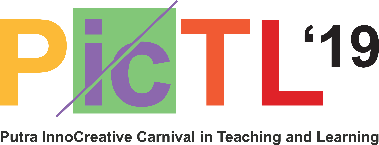 PicTL '19
Putra InnoCreative Carnival in Teaching and Learning